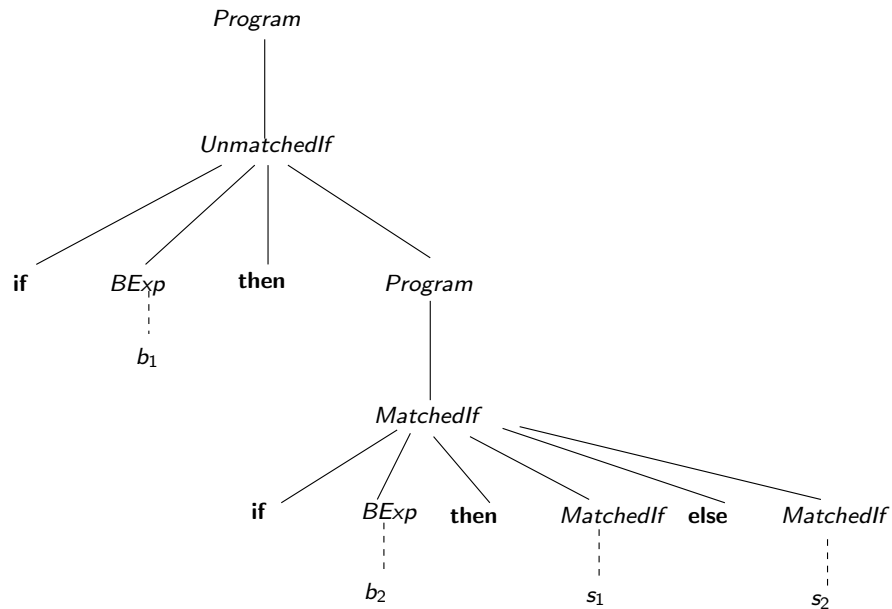 Program
UnmatchedIf
if BExp then Program
b₁
MatchedIf
if BExp then MatchedIf else MatchedIf
b₂ s₁ s₂